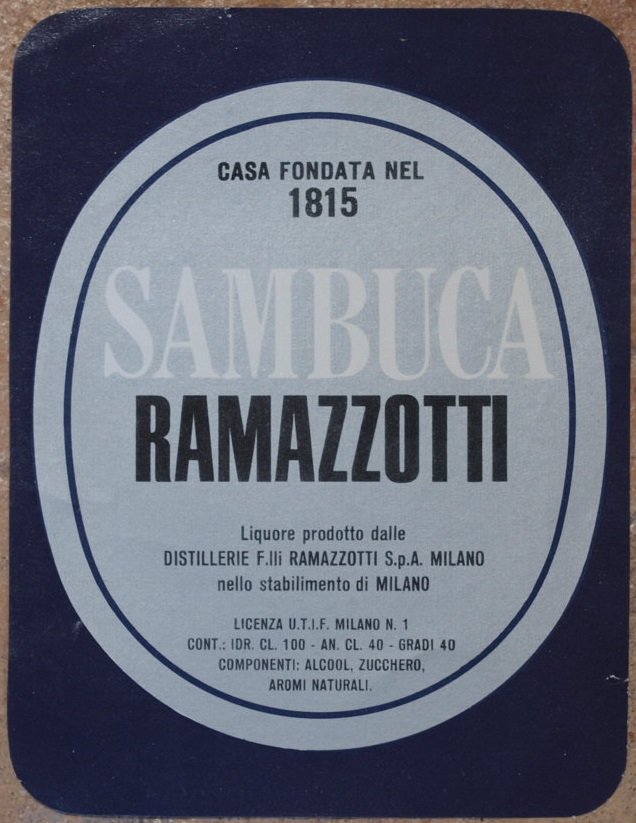 CASA FONDATA NEL
1815
SAMBUCA
RAMAZZOTTI
Liquore prodotto dalle
DISTILLERIE F.lli RAMAZZOTTI S.p.A. MILANO
nello stabilimento di MILANO
LICENZA U.T.I.F. MILANO N. 1
CONT.: IDR. CL. 100 - AN. CL. 40 - GRADI 40
COMPONENTI: ALCOOL, ZUCCHERO,
AROMI NATURALI.